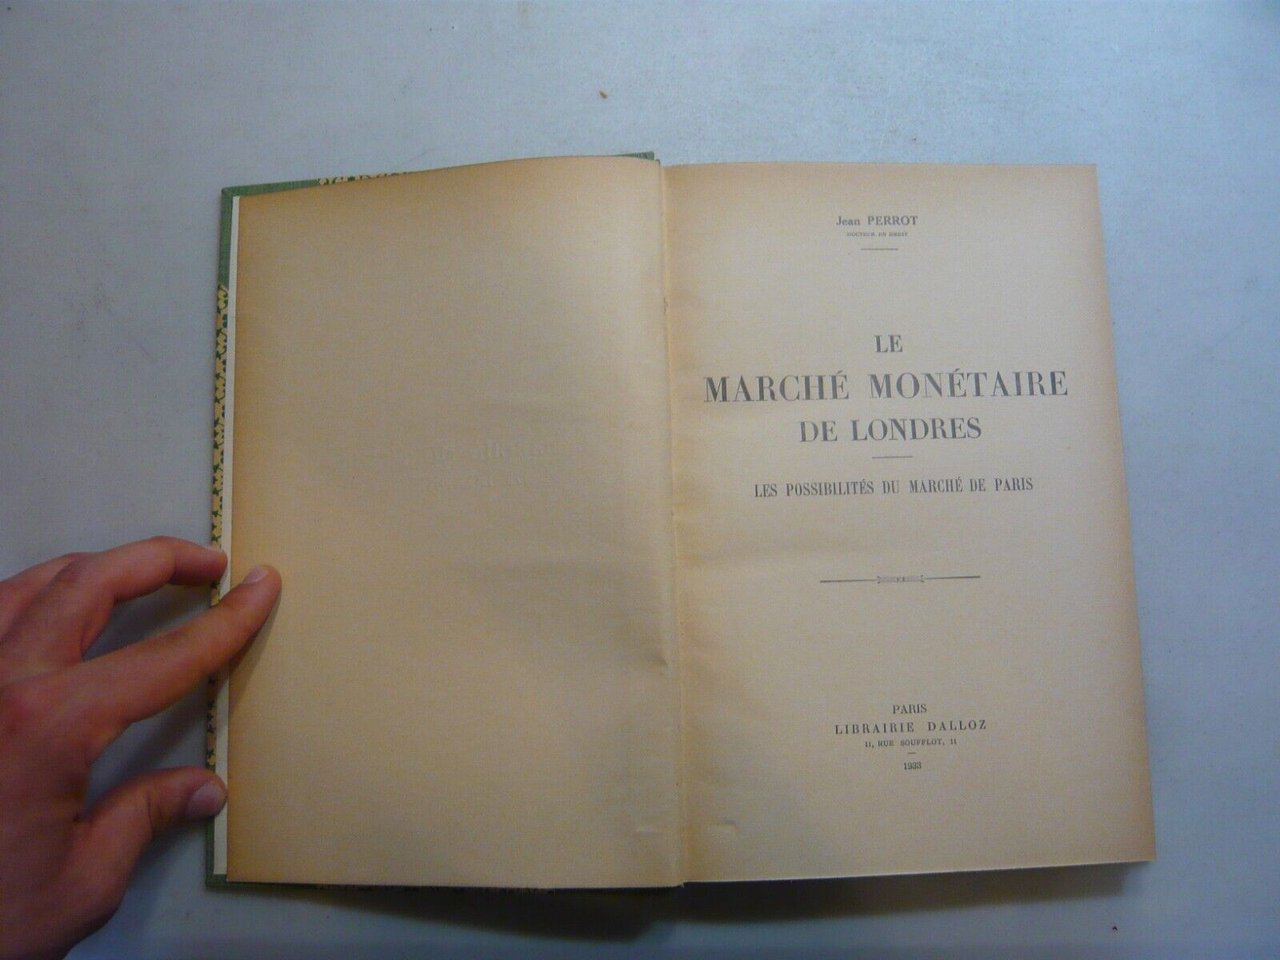 Jean PERROT
DOCTEUR EN DROIT
LE
MARCHÉ MONÉTAIRE
DE LONDRES
LES POSSIBILITÉS DU MARCHÉ DE PARIS
PARIS
LIBRAIRIE DALLOZ
11, RUE SOUFFLOT, 11
1933